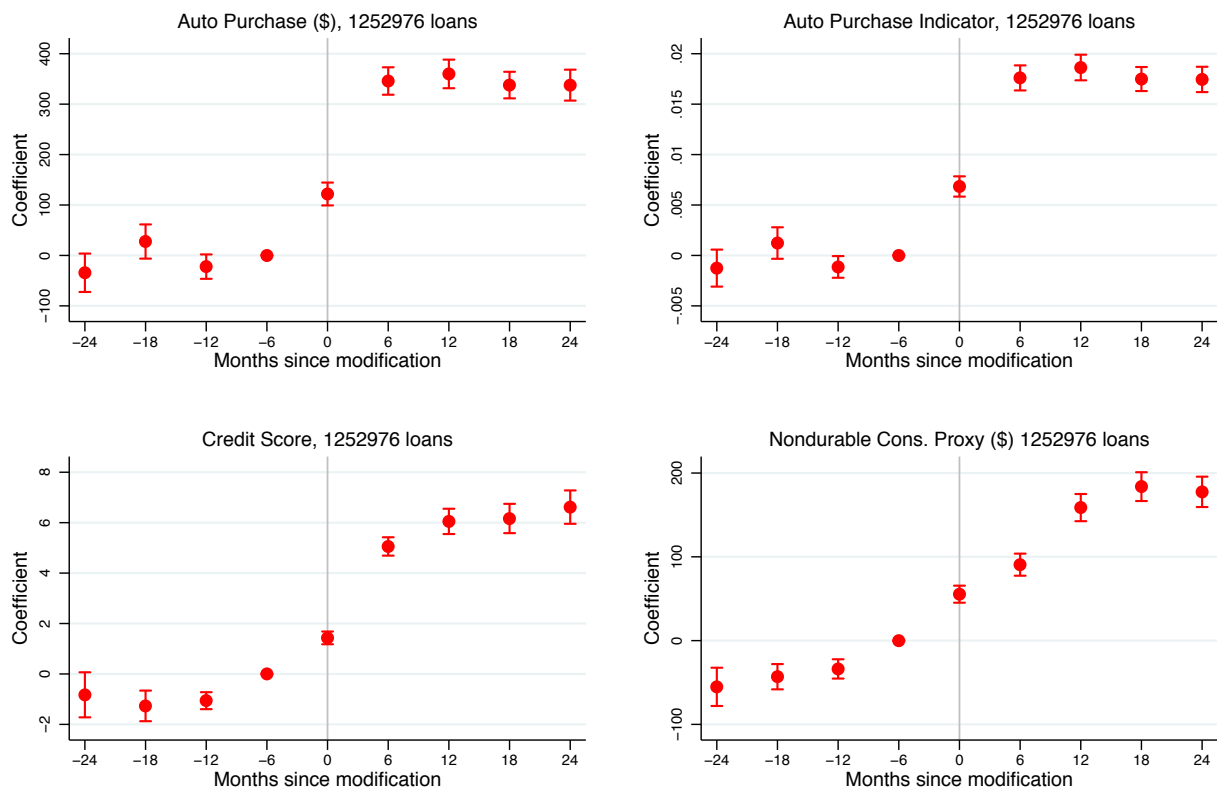 Auto Purchase ($), 1252976 loans
Coefficient
400
300
200
100
0
−100
−24 −18 −12 −6 0 6 12 18 24
Months since modification
Auto Purchase Indicator, 1252976 loans
Coefficient
.02
.015
.01
.005
0
−.005
−24 −18 −12 −6 0 6 12 18 24
Months since modification
Credit Score, 1252976 loans
Coefficient
8
6
4
2
0
−2
−24 −18 −12 −6 0 6 12 18 24
Months since modification
Nondurable Cons. Proxy ($) 1252976 loans
Coefficient
200
100
0
−100
−24 −18 −12 −6 0 6 12 18 24
Months since modification